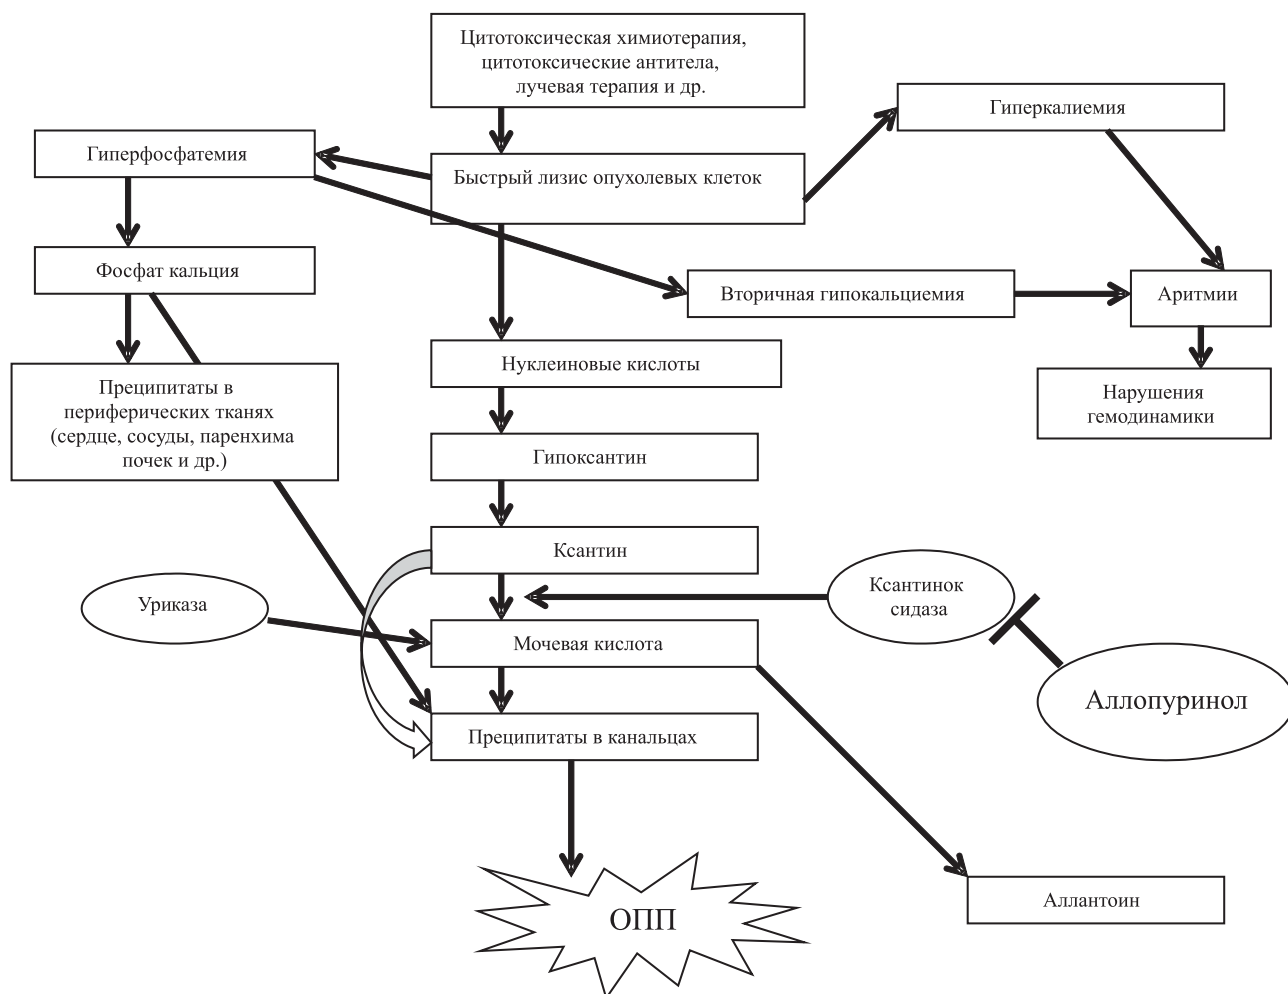 Цитотоксическая химиотерапия,
цитотоксические антитела,
лучевая терапия и др.
Гиперкалиемия
Гиперфосфатемия
Быстрый лизис опухолевых клеток
Фосфат кальция
Вторичная гипокальциемия
Аритмии
Нуклеиновые кислоты
Преципитаты в
периферических тканях
(сердце, сосуды, паренхима
почек и др.)
Нарушения
гемодинамики
Гипоксантин
Ксантин
Ксантинок
сидаза
Уриказа
Мочевая кислота
Аллопуринол
Преципитаты в канальцах
Аллантоин
ОПП